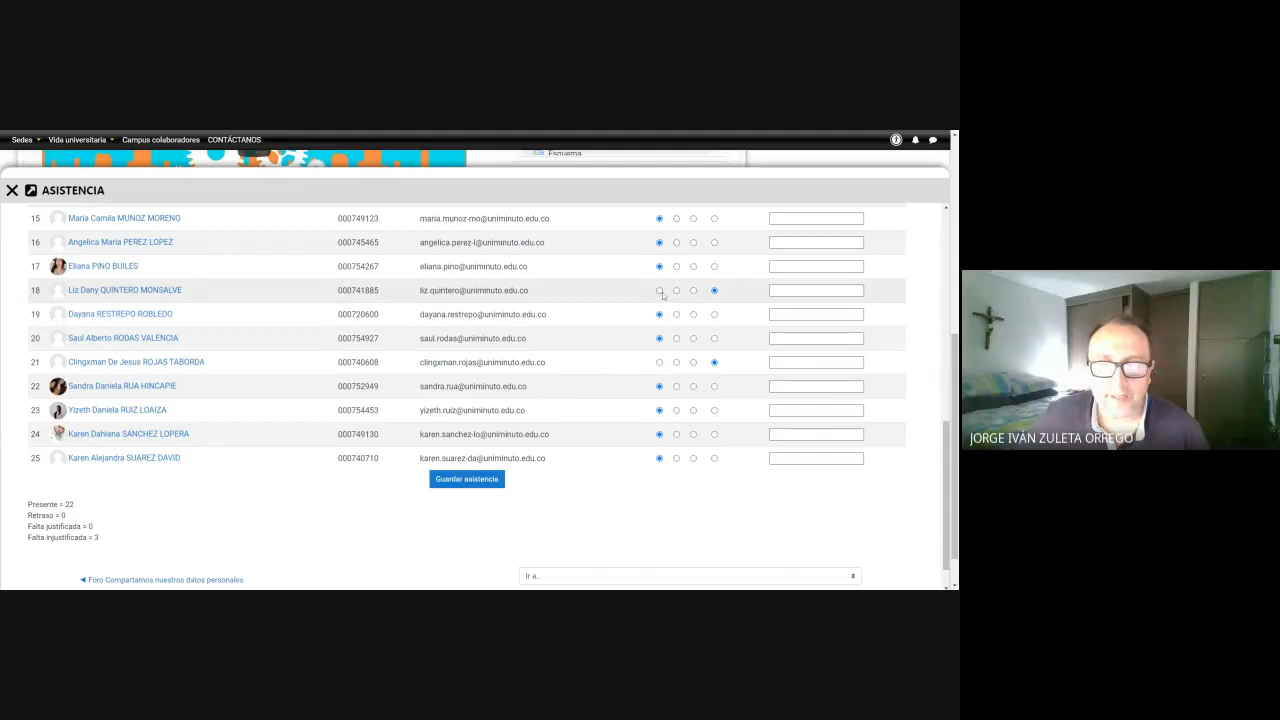 Sedes Vida universitaria Campus colaboradores CONTÁCTANOS
Esquema
ASISTENCIA
15 Maria Camila MUNOZ MORENO 000749123 maria.munoz-mo@uniminuto.edu.co
16 Angelica Maria PEREZ LOPEZ 000745465 angelica.perez-l@uniminuto.edu.co
17 Eliana PINO BUILES 000754267 eliana.pino@uniminuto.edu.co
18 Liz Dany QUINTERO MONSALVE 000741885 liz.quintero@uniminuto.edu.co
19 Dayana RESTREPO ROBLEDO 000720600 dayana.restrepo@uniminuto.edu.co
20 Saul Alberto RODAS VALENCIA 000754927 saul.rodas@uniminuto.edu.co
21 Clingxman De Jesus ROJAS TABORDA 000740608 clingxman.rojas@uniminuto.edu.co
22 Sandra Daniela RUA HINCAPIE 000752949 sandra.rua@uniminuto.edu.co
23 Yizeth Daniela RUIZ LOAIZA 000754453 yizeth.ruiz@uniminuto.edu.co
24 Karen Dahiana SANCHEZ LOPERA 000749130 karen.sanchez-lo@uniminuto.edu.co
25 Karen Alejandra SUAREZ DAVID 000740710 karen.suarez-da@uniminuto.edu.co
Guardar asistencia
Presente = 22
Retraso = 0
Falta justificada = 0
Falta injustificada = 3
Ir a...
◀ Foro Compartamos nuestros datos personales
JORGE IVÁN ZULETA ORREGO